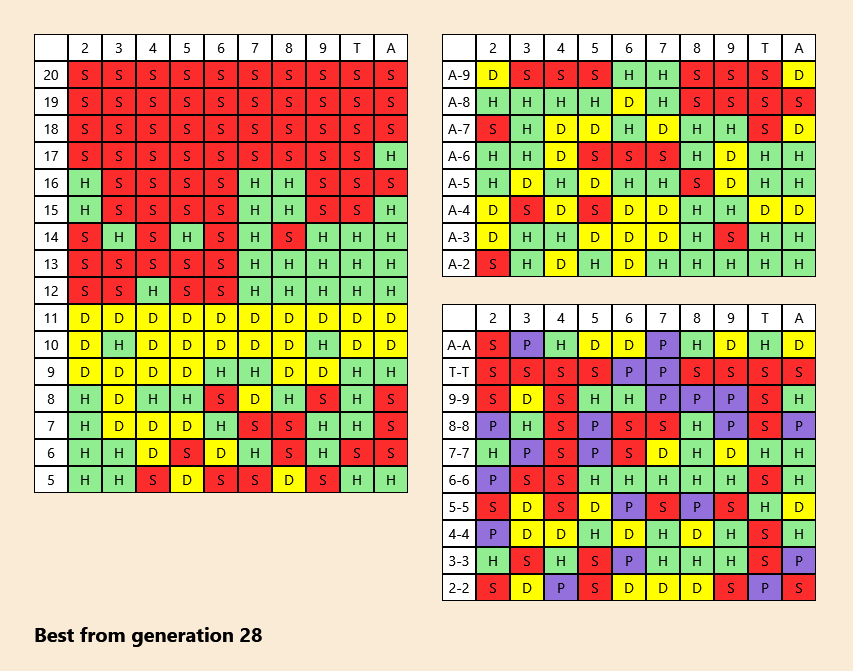 2 3 4 5 6 7 8 9 T A
20 S S S S S S S S S S
19 S S S S S S S S S S
18 S S S S S S S S S S
17 S S S S S S S S S H
16 H S S S S H H S S S
15 H S S S S H H S S H
14 S H S H S H S H H H
13 S S S S S H H H H H
12 S S H S S H H H H H
11 D D D D D D D D D D
10 D H D D D D D H D D
9 D D D D H H D D H H
8 H D H H S D H S H S
7 H D D D H S S H H S
6 H H D S D H S H S S
5 H H S D S S D S H H
2 3 4 5 6 7 8 9 T A
A-9 D S S S H H S S S D
A-8 H H H H D H S S S S
A-7 S H D D H D H H S D
A-6 H H D S S S H D H H
A-5 H D H D H H S D H H
A-4 D S D S D D H H D D
A-3 D H H D D D H S H H
A-2 S H D H D H H H H H
2 3 4 5 6 7 8 9 T A
A-A S P H D D P H D H D
T-T S S S S P P S S S S
9-9 S D S H H P P P S H
8-8 P H S P S S H P S P
7-7 H P S P S D H D H H
6-6 P S S H H H H H S H
5-5 S D S D P S P S H D
4-4 P D D H D H D H S H
3-3 H S H S P H H H S P
2-2 S D P S D D D S P S
Best from generation 28